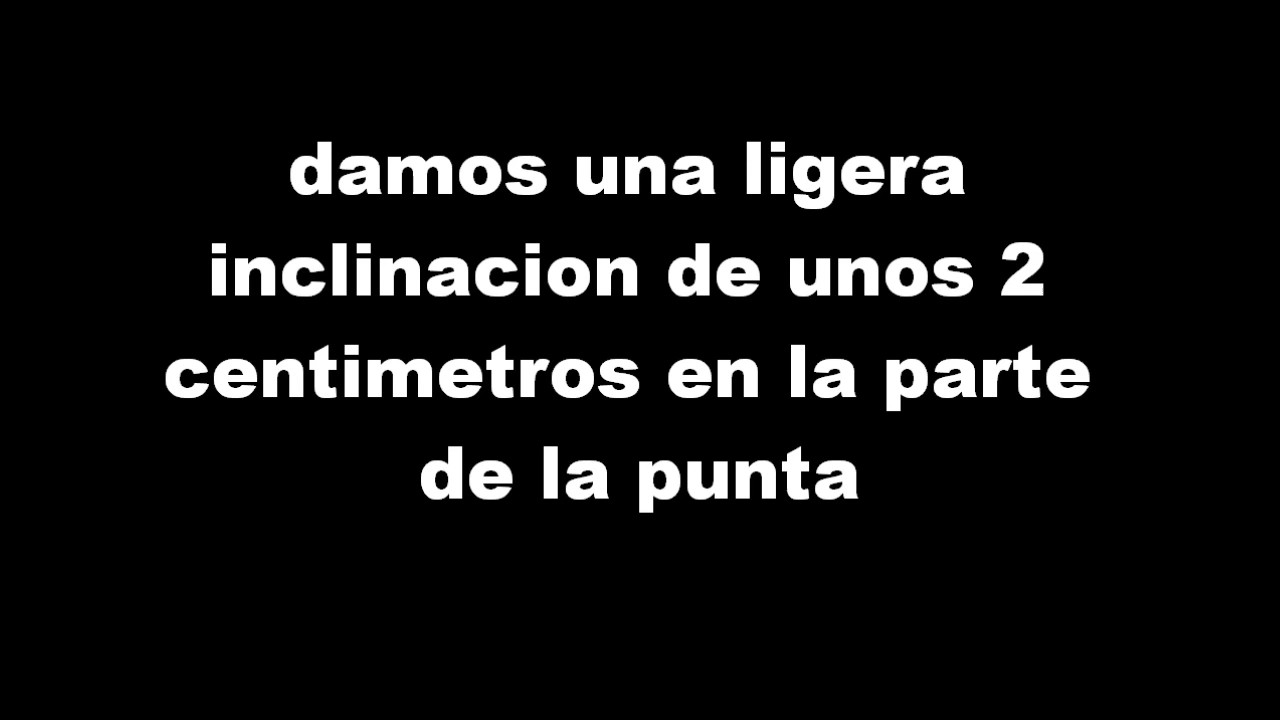 damos una ligera
inclinacion de unos 2
centimetros en la parte
de la punta